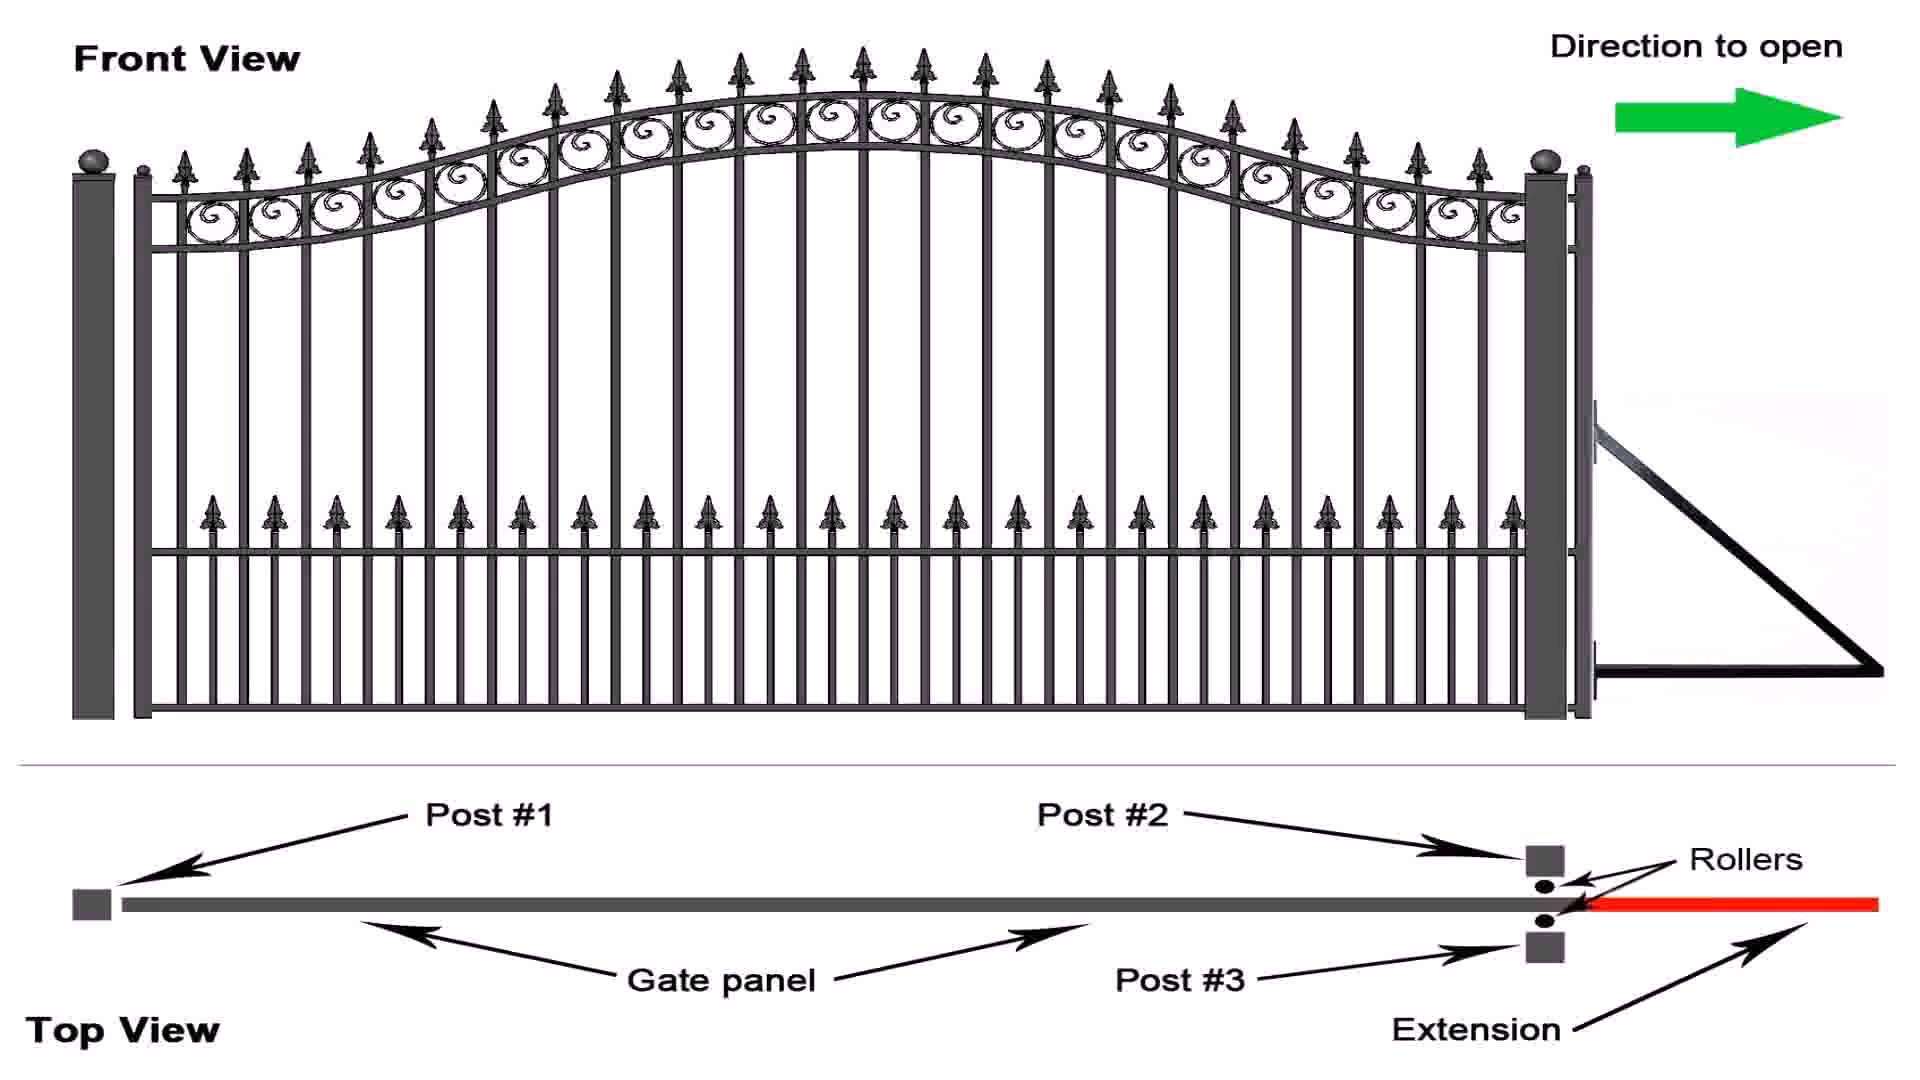 Front View
Direction to open
Post #1
Post #2
Rollers
Gate panel
Post #3
Extension
Top View